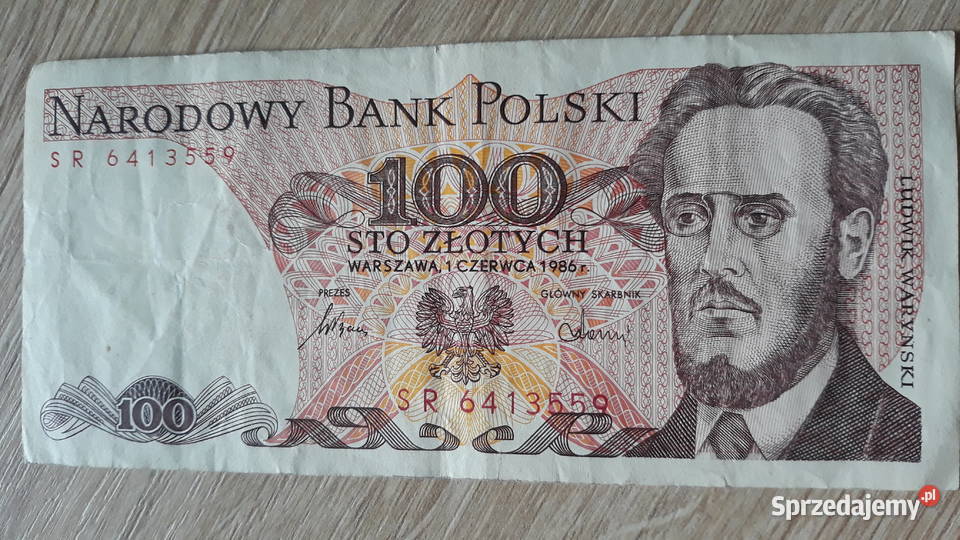 NARODOWY BANK POLSKI
SR 6413559
100
STO ZŁOTYCH
WARSZAWA, 1 CZERWCA 1986 r.
PREZES
GŁÓWNY SKARBNIK
LUDWIK WARYŃSKI
SR 6413559
100
Sprzedajemy.pl